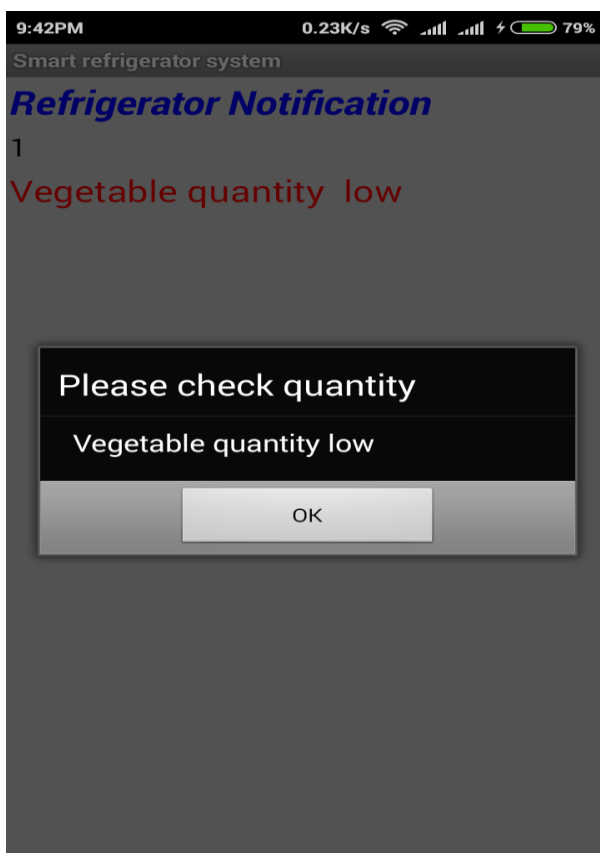 9:42PM 0.23K/s 79%
Smart refrigerator system
Refrigerator Notification
1
Vegetable quantity low
Please check quantity
Vegetable quantity low
OK